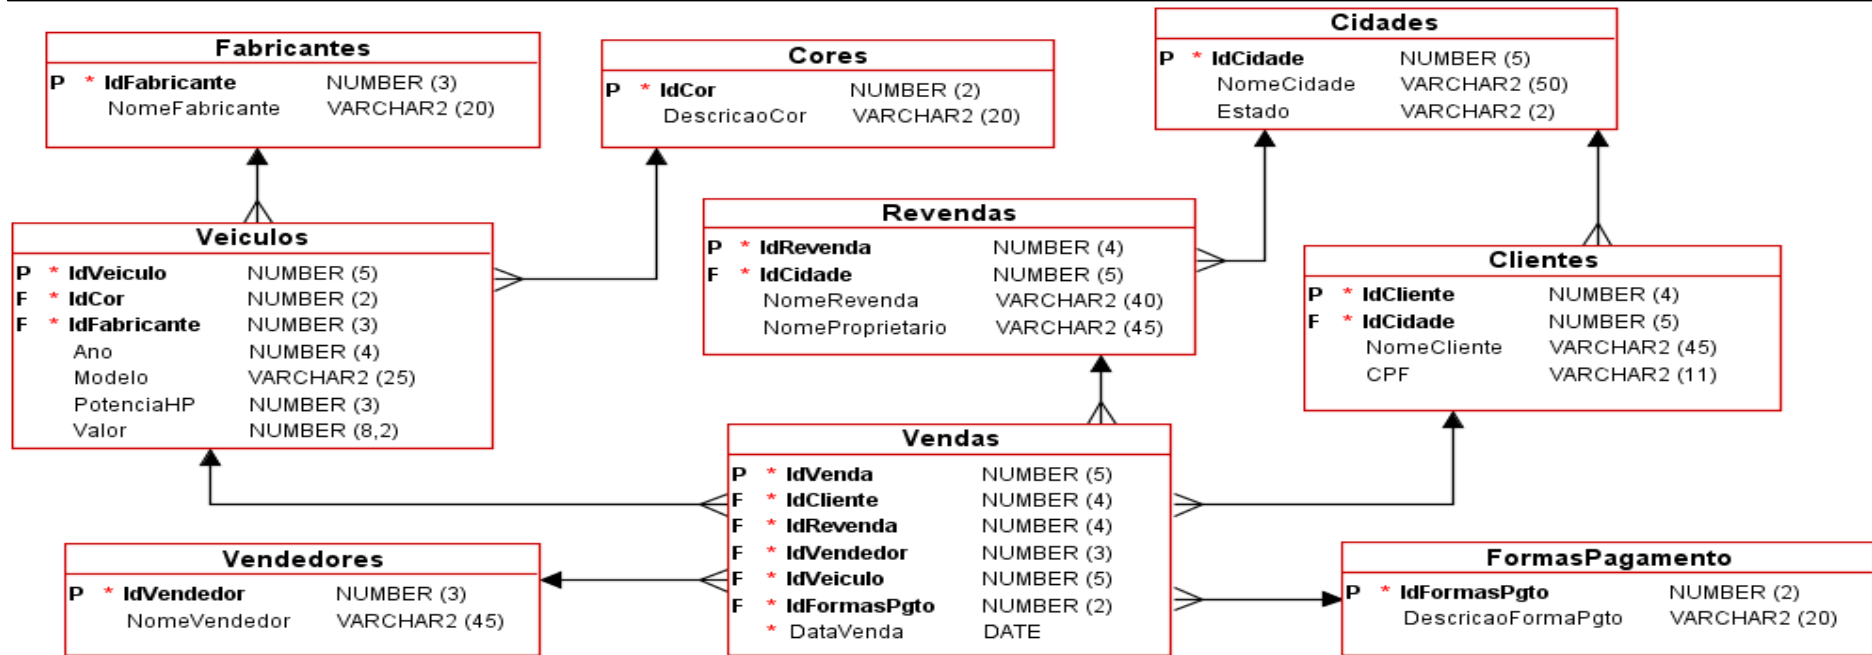 Fabricantes
P * IdFabricante NUMBER (3)
NomeFabricante VARCHAR2 (20)
Cores
P * IdCor NUMBER (2)
DescricaoCor VARCHAR2 (20)
Cidades
P * IdCidade NUMBER (5)
NomeCidade VARCHAR2 (50)
Estado VARCHAR2 (2)
Veiculos
P * IdVeiculo NUMBER (5)
F * IdCor NUMBER (2)
F * IdFabricante NUMBER (3)
Ano NUMBER (4)
Modelo VARCHAR2 (25)
PotenciaHP NUMBER (3)
Valor NUMBER (8,2)
Revendas
P * IdRevenda NUMBER (4)
F * IdCidade NUMBER (5)
NomeRevenda VARCHAR2 (40)
NomeProprietario VARCHAR2 (45)
Clientes
P * IdCliente NUMBER (4)
F * IdCidade NUMBER (5)
NomeCliente VARCHAR2 (45)
CPF VARCHAR2 (11)
Vendas
P * IdVenda NUMBER (5)
F * IdCliente NUMBER (4)
F * IdRevenda NUMBER (4)
F * IdVendedor NUMBER (3)
F * IdVeiculo NUMBER (5)
F * IdFormasPgto NUMBER (2)
* DataVenda DATE
Vendedores
P * IdVendedor NUMBER (3)
NomeVendedor VARCHAR2 (45)
FormasPagamento
P * IdFormasPgto NUMBER (2)
DescricaoFormaPgto VARCHAR2 (20)